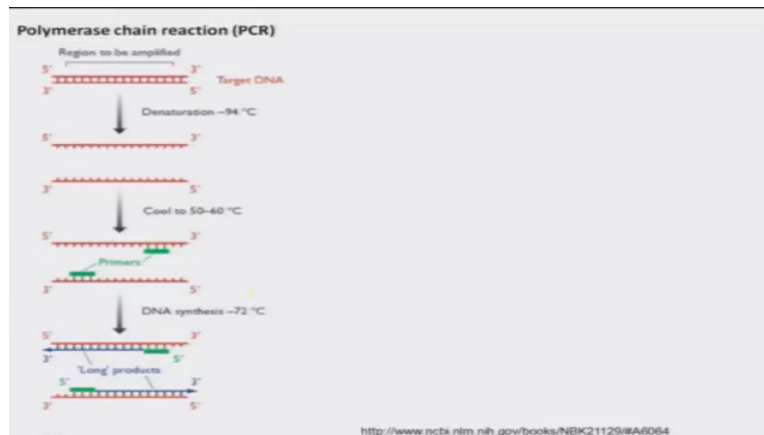 Polymerase chain reaction (PCR)
Region to be amplified
5' 3'
Target DNA
3' 5'
Denaturation –94 °C
5' 3'
3' 5'
Cool to 50–60 °C
5' 3'
Primers
3' 5'
DNA synthesis –72 °C
5' 3'
3' 5'
'Long' products
5' 3'
3' 5'
http://www.ncbi.nlm.nih.gov/books/NBK21129/#A6064